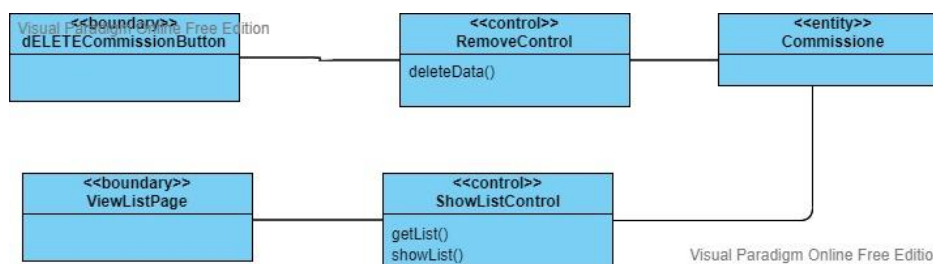 <<boundary>>
Visual Paradigm Online Free Edition
dELETECommissionButton
<<control>>
RemoveControl
deleteData()
<<entity>>
Commissione
<<boundary>>
ViewListPage
<<control>>
ShowListControl
getList()
showList()
Visual Paradigm Online Free Editio